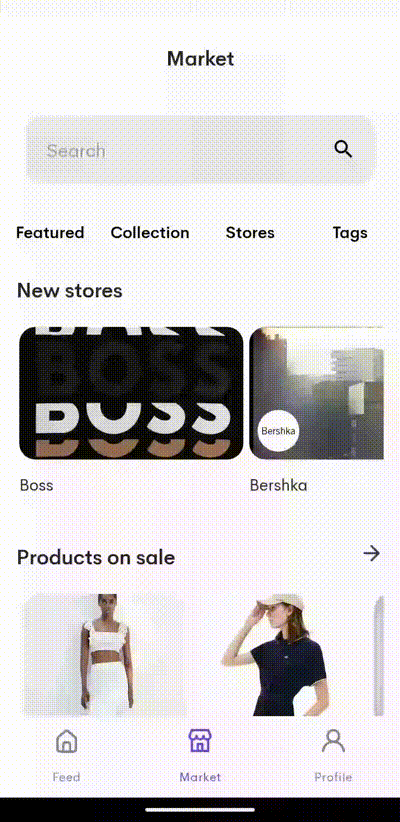 Market
Search
Featured Collection Stores Tags
New stores
BOSS
BOSS
BOSS
Bershka
Boss Bershka
Products on sale
Feed Market Profile